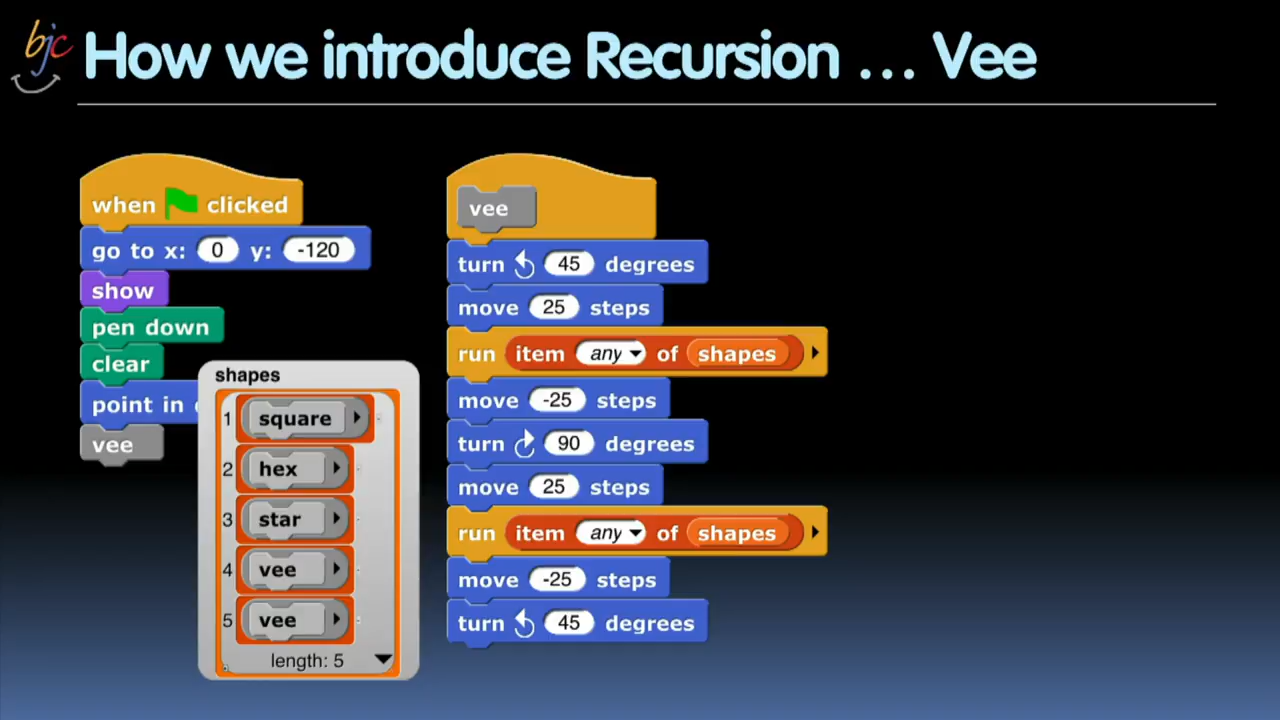 bjc
How we introduce Recursion ... Vee
when clicked
go to x: 0 y: -120
show
pen down
clear
point in
vee
shapes
1 square
2 hex
3 star
4 vee
5 vee
length: 5
vee
turn 45 degrees
move 25 steps
run item any of shapes
move -25 steps
turn 90 degrees
move 25 steps
run item any of shapes
move -25 steps
turn 45 degrees